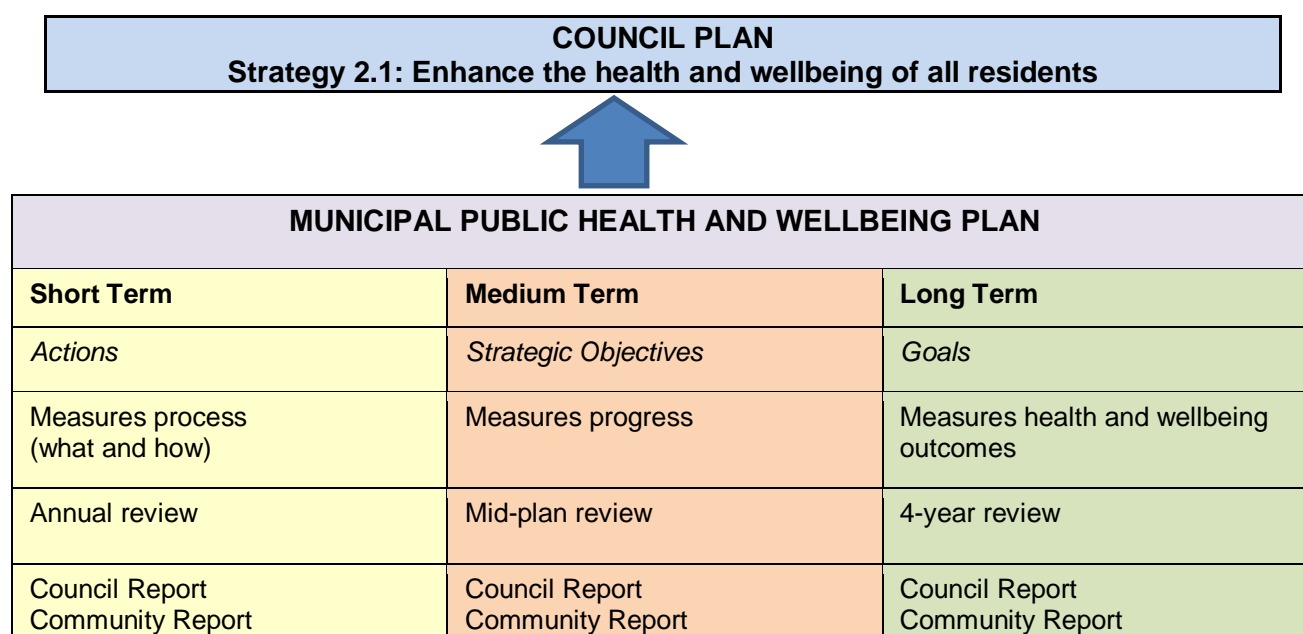 COUNCIL PLAN
Strategy 2.1: Enhance the health and wellbeing of all residents
MUNICIPAL PUBLIC HEALTH AND WELLBEING PLAN
Short Term
Medium Term
Long Term
Actions
Strategic Objectives
Goals
Measures process
(what and how)
Measures progress
Measures health and wellbeing
outcomes
Annual review
Mid-plan review
4-year review
Council Report
Community Report
Council Report
Community Report
Council Report
Community Report